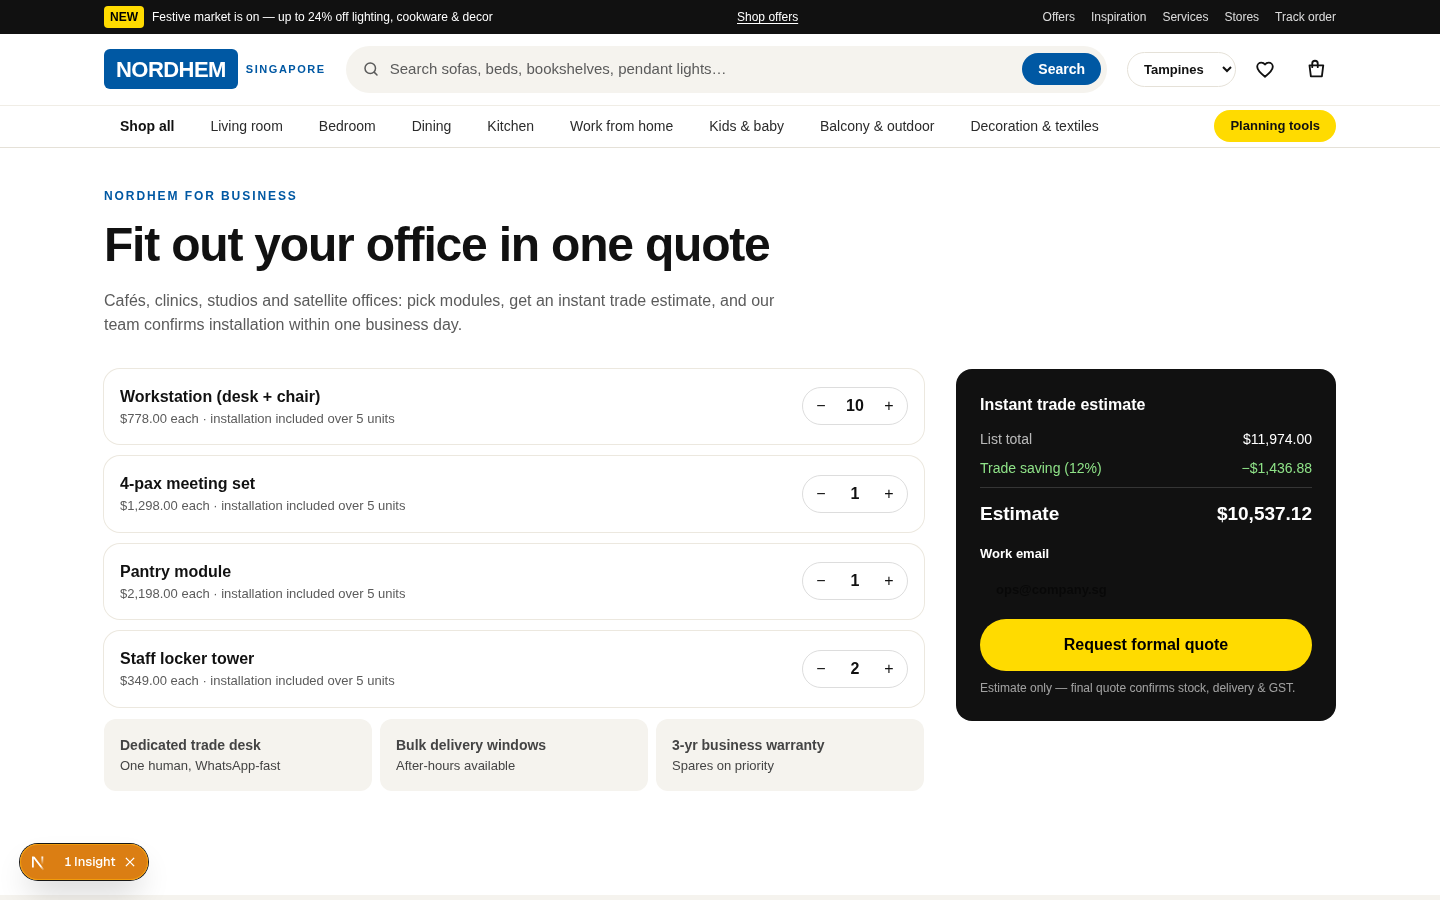 NEW Festive market is on — up to 24% off lighting, cookware & decor Shop offers Offers Inspiration Services Stores Track order
NORDHEM SINGAPORE Search sofas, beds, bookshelves, pendant lights… Search Tampines
Shop all Living room Bedroom Dining Kitchen Work from home Kids & baby Balcony & outdoor Decoration & textiles Planning tools
NORDHEM FOR BUSINESS
Fit out your office in one quote
Cafés, clinics, studios and satellite offices: pick modules, get an instant trade estimate, and our
team confirms installation within one business day.
Workstation (desk + chair)
$778.00 each · installation included over 5 units
− 10 +
4-pax meeting set
$1,298.00 each · installation included over 5 units
− 1 +
Pantry module
$2,198.00 each · installation included over 5 units
− 1 +
Staff locker tower
$349.00 each · installation included over 5 units
− 2 +
Dedicated trade desk
One human, WhatsApp-fast
Bulk delivery windows
After-hours available
3-yr business warranty
Spares on priority
Instant trade estimate
List total $11,974.00
Trade saving (12%) −$1,436.88
Estimate $10,537.12
Work email
ops@company.sg
Request formal quote
Estimate only — final quote confirms stock, delivery & GST.
1 Insight